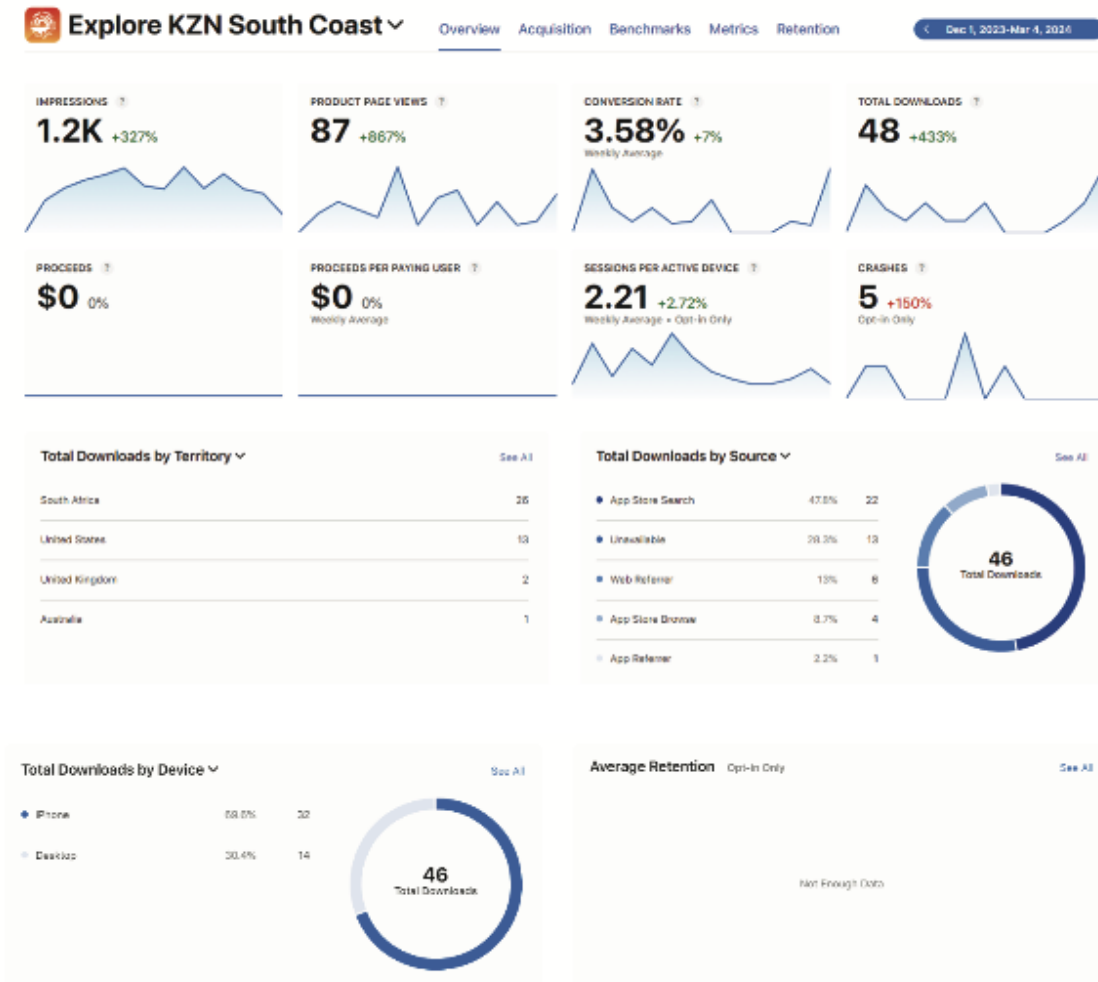 Explore KZN South Coast
Overview Acquisition Benchmarks Metrics Retention
Dec 1, 2023-Mar 4, 2024
IMPRESSIONS ?
1.2K +327%
PRODUCT PAGE VIEWS ?
87 +867%
CONVERSION RATE ?
3.58% +7%
Weekly Average
TOTAL DOWNLOADS ?
48 +433%
PROCEEDS ?
$0 0%
PROCEEDS PER PAYING USER ?
$0 0%
Weekly Average
SESSIONS PER ACTIVE DEVICE ?
2.21 +2.72%
Weekly Average • Opt-in Only
CRASHES ?
5 +150%
Opt-in Only
Total Downloads by Territory See All
South Africa 26
United States 13
United Kingdom 2
Australia 1
Total Downloads by Source See All
App Store Search 47.8% 22
Unavailable 28.3% 13
Web Referrer 13% 6
App Store Browse 8.7% 4
App Referrer 2.2% 1
46
Total Downloads
Total Downloads by Device See All
iPhone 69.6% 32
Desktop 30.4% 14
46
Total Downloads
Average Retention Opt-in Only See All
Not Enough Data